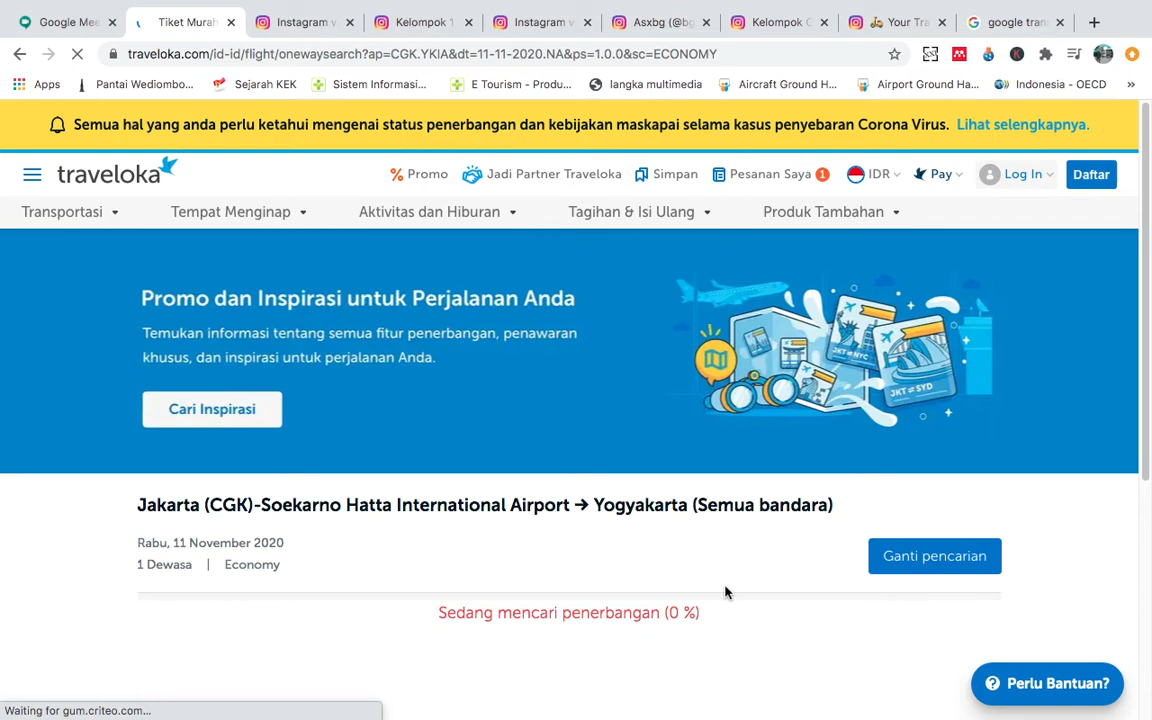 Google Mee
Tiket Murah
Instagram v
Kelompok 1
Instagram v
Asxbg (@bg
Kelompok G
Your Tra
google tran
traveloka.com/id-id/flight/onewaysearch?ap=CGK.YKIA&dt=11-11-2020.NA&ps=1.0.0&sc=ECONOMY
Apps
Pantai Wediombo...
Sejarah KEK
Sistem Informasi...
E Tourism - Produ...
langka multimedia
Aircraft Ground H...
Airport Ground Ha...
Indonesia - OECD
»
Semua hal yang anda perlu ketahui mengenai status penerbangan dan kebijakan maskapai selama kasus penyebaran Corona Virus. Lihat selengkapnya.
traveloka
Promo
Jadi Partner Traveloka
Simpan
Pesanan Saya 1
IDR
Pay
Log In
Daftar
Transportasi
Tempat Menginap
Aktivitas dan Hiburan
Tagihan & Isi Ulang
Produk Tambahan
Promo dan Inspirasi untuk Perjalanan Anda
Temukan informasi tentang semua fitur penerbangan, penawaran
khusus, dan inspirasi untuk perjalanan Anda.
Cari Inspirasi
JKT⇌NYC
JKT⇌SYD
Jakarta (CGK)-Soekarno Hatta International Airport → Yogyakarta (Semua bandara)
Rabu, 11 November 2020
1 Dewasa | Economy
Ganti pencarian
Sedang mencari penerbangan (0 %)
Perlu Bantuan?
Waiting for gum.criteo.com...